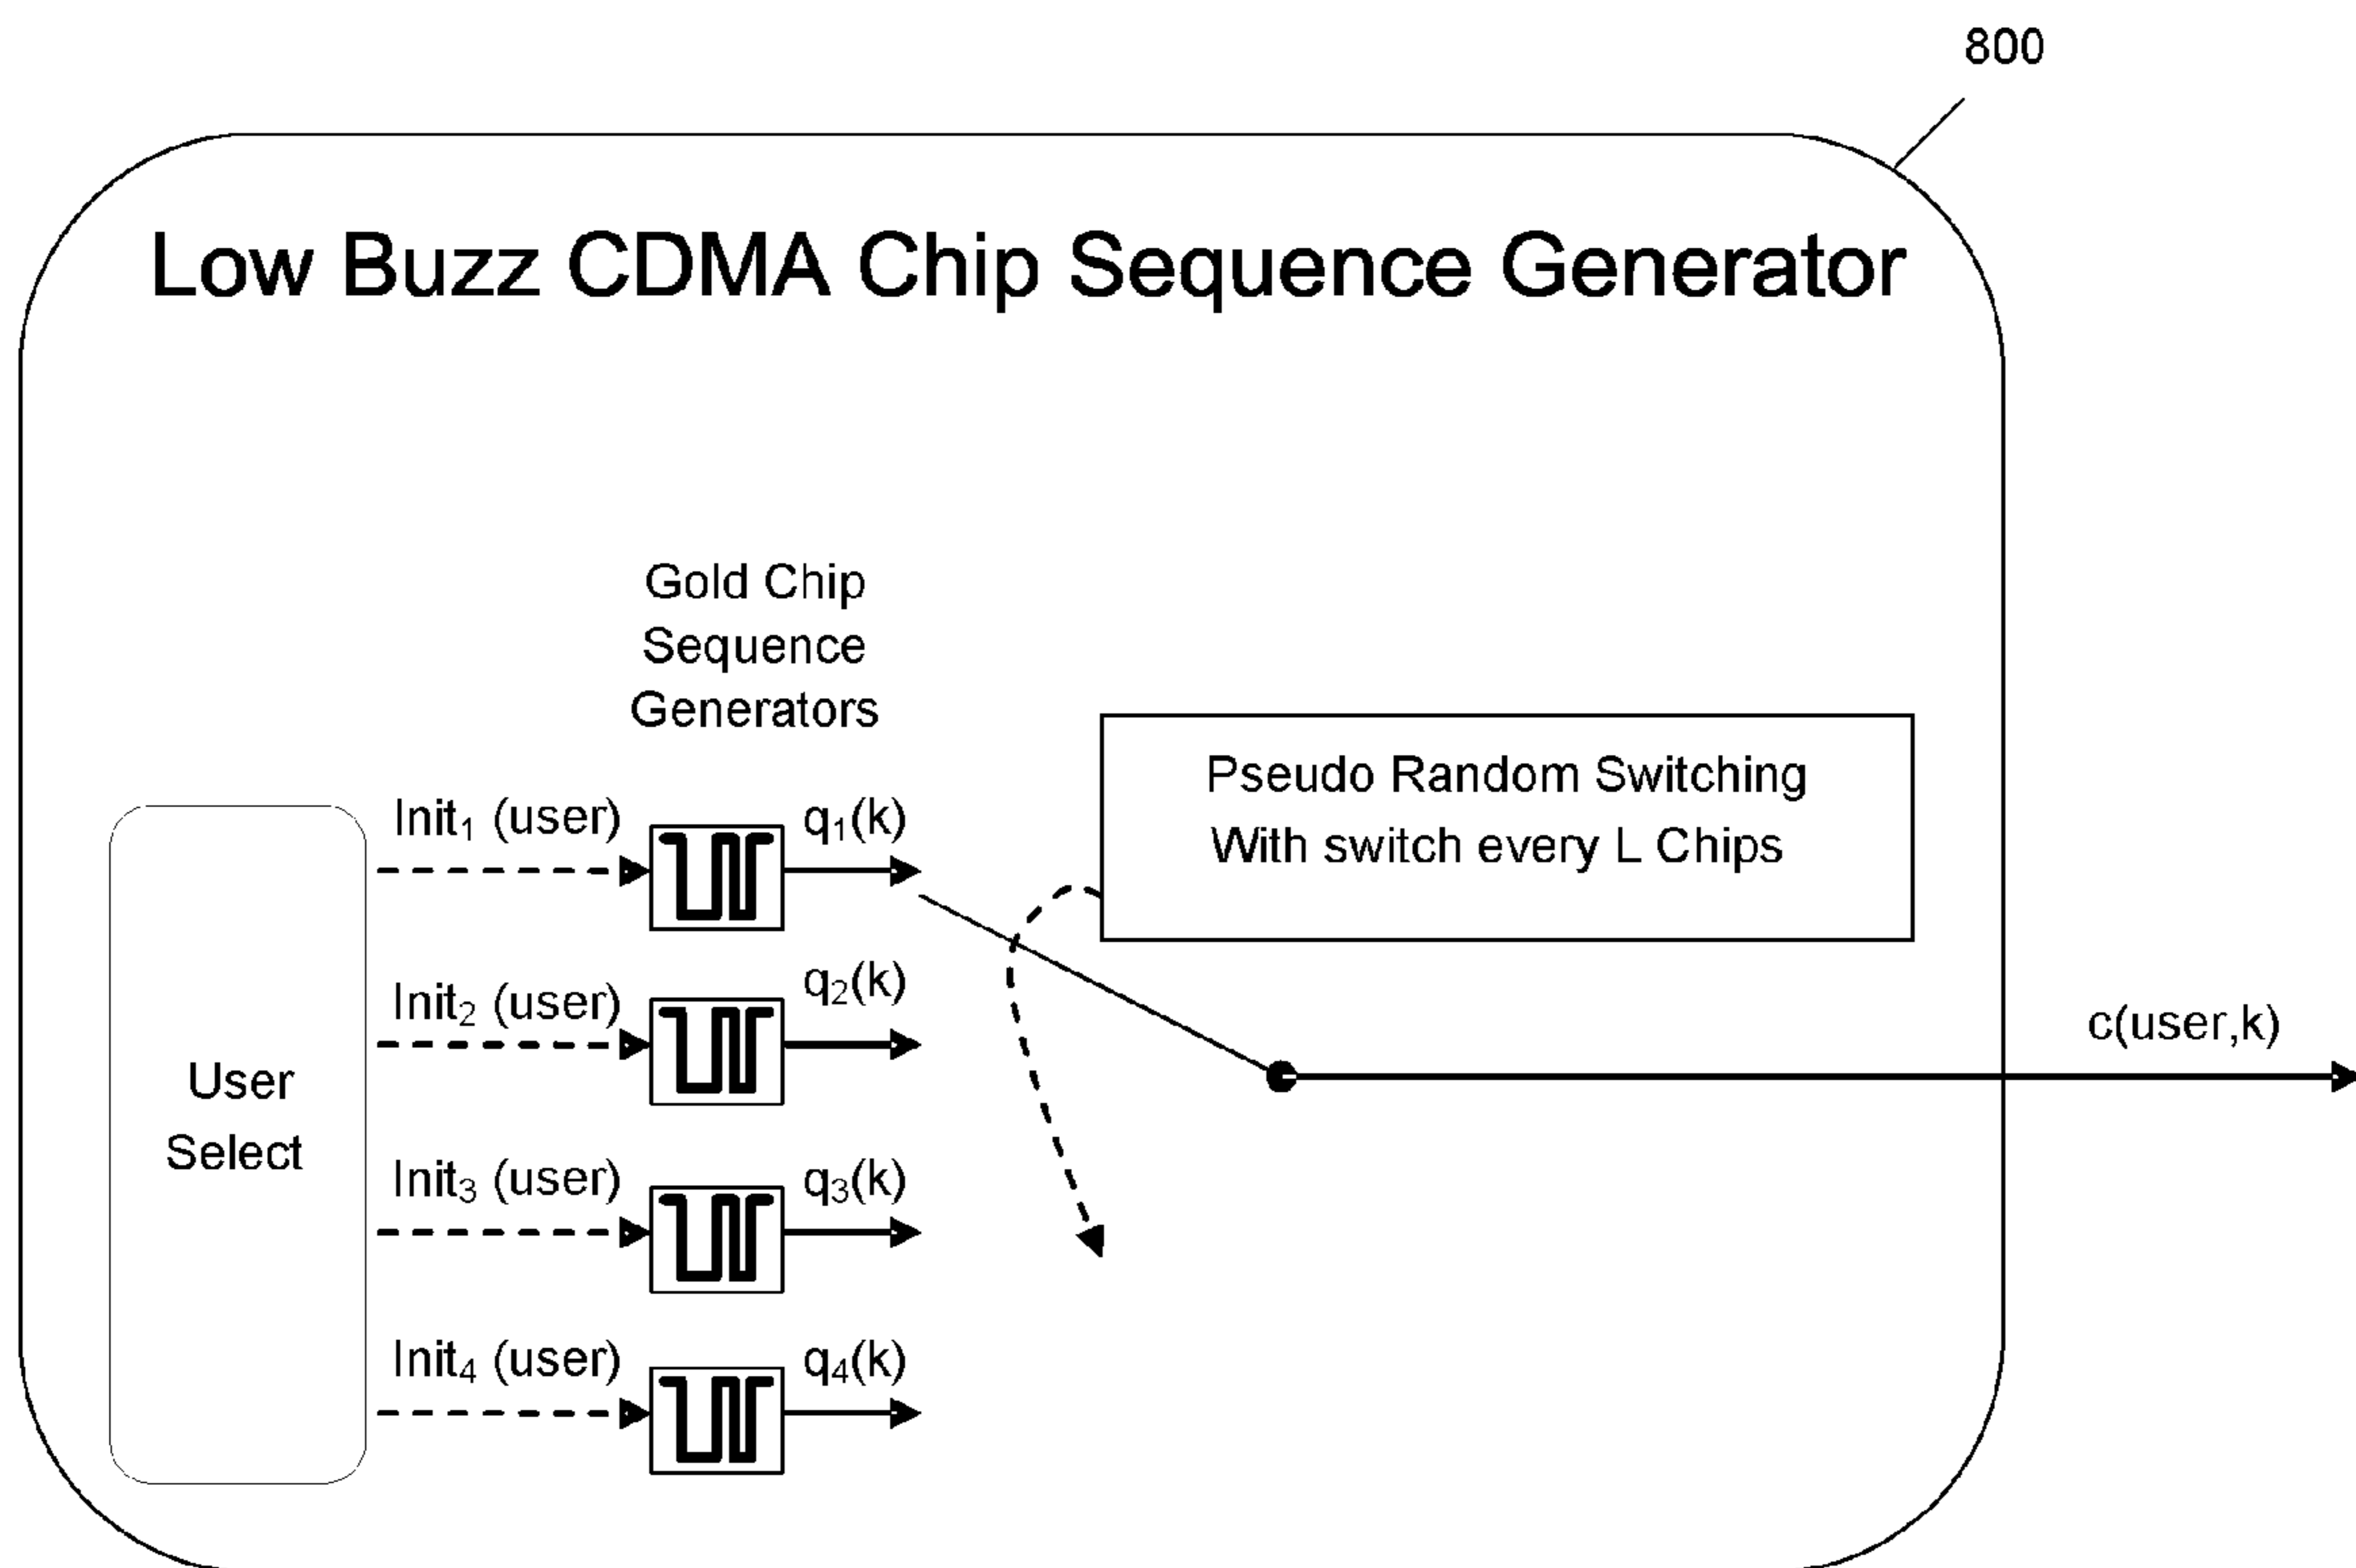 800
Low Buzz CDMA Chip Sequence Generator
Gold Chip
Sequence
Generators
Pseudo Random Switching
With switch every L Chips
Init₁ (user)
q₁(k)
Init₂ (user)
q₂(k)
c(user,k)
User
Select
Init₃ (user)
q₃(k)
Init₄ (user)
q₄(k)